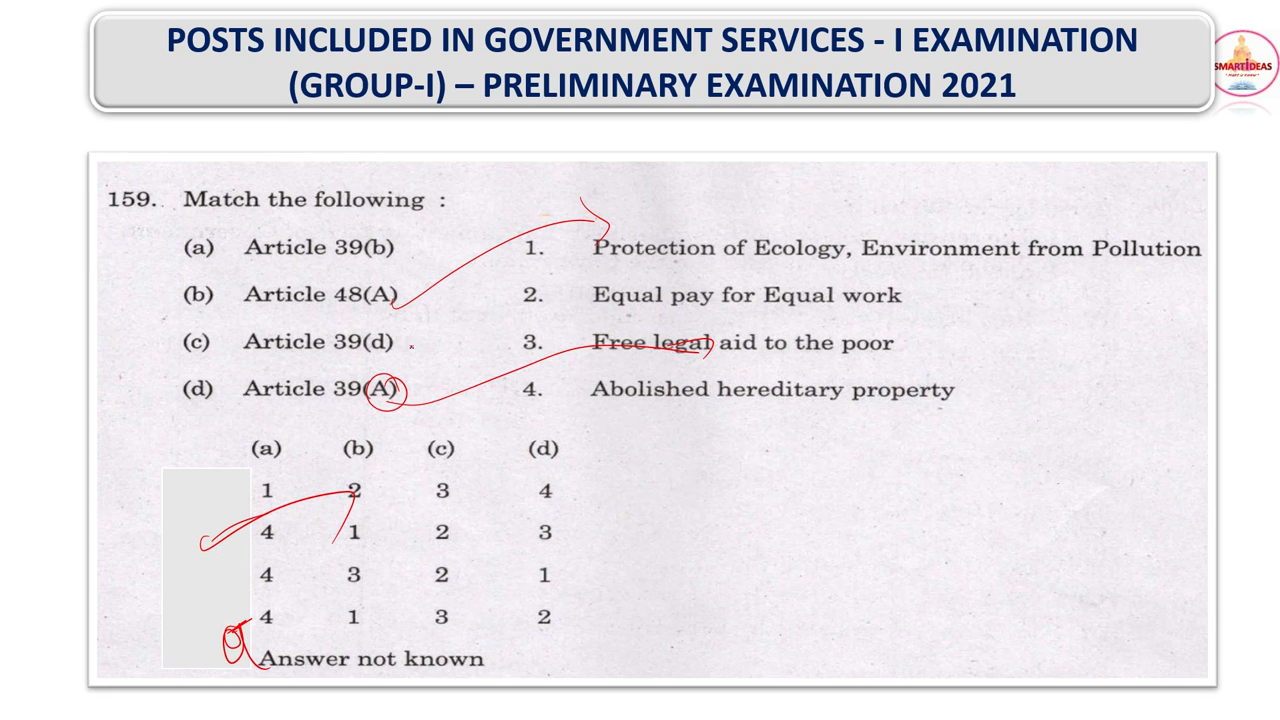 POSTS INCLUDED IN GOVERNMENT SERVICES - I EXAMINATION
(GROUP-I) – PRELIMINARY EXAMINATION 2021
SMARTIDEAS
159. Match the following :
(a) Article 39(b) 1. Protection of Ecology, Environment from Pollution
(b) Article 48(A) 2. Equal pay for Equal work
(c) Article 39(d) 3. Free legal aid to the poor
(d) Article 39(A) 4. Abolished hereditary property
(a) (b) (c) (d)
1 2 3 4
4 1 2 3
4 3 2 1
4 1 3 2
Answer not known